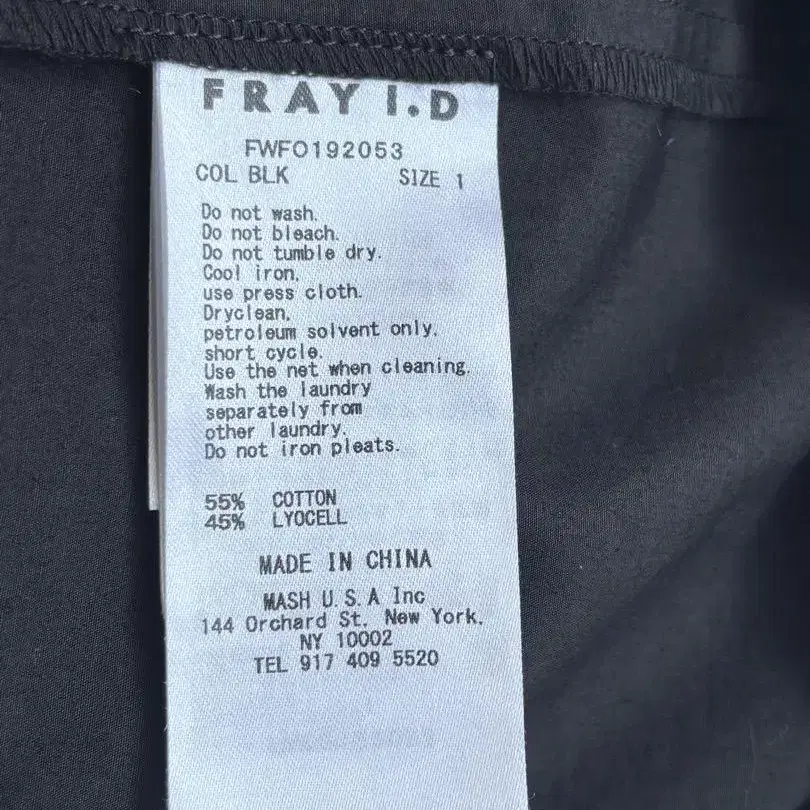 FRAY I.D
FWFO192053
COL BLK SIZE 1
Do not wash.
Do not bleach.
Do not tumble dry.
Cool iron.
use press cloth.
Dryclean.
petroleum solvent only.
short cycle.
Use the net when cleaning.
Wash the laundry
separately from
other laundry.
Do not iron pleats.
55% COTTON
45% LYOCELL
MADE IN CHINA
MASH U.S.A Inc
144 Orchard St. New York.
NY 10002
TEL 917 409 5520